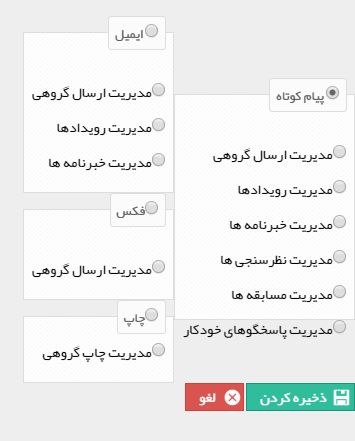 پیام کوتاه
مدیریت ارسال گروهی
مدیریت رویدادها
مدیریت خبرنامه ها
مدیریت نظرسنجی ها
مدیریت مسابقه ها
مدیریت پاسخگوهای خودکار
ایمیل
مدیریت ارسال گروهی
مدیریت رویدادها
مدیریت خبرنامه ها
فکس
مدیریت ارسال گروهی
چاپ
مدیریت چاپ گروهی
ذخیره کردن
لغو